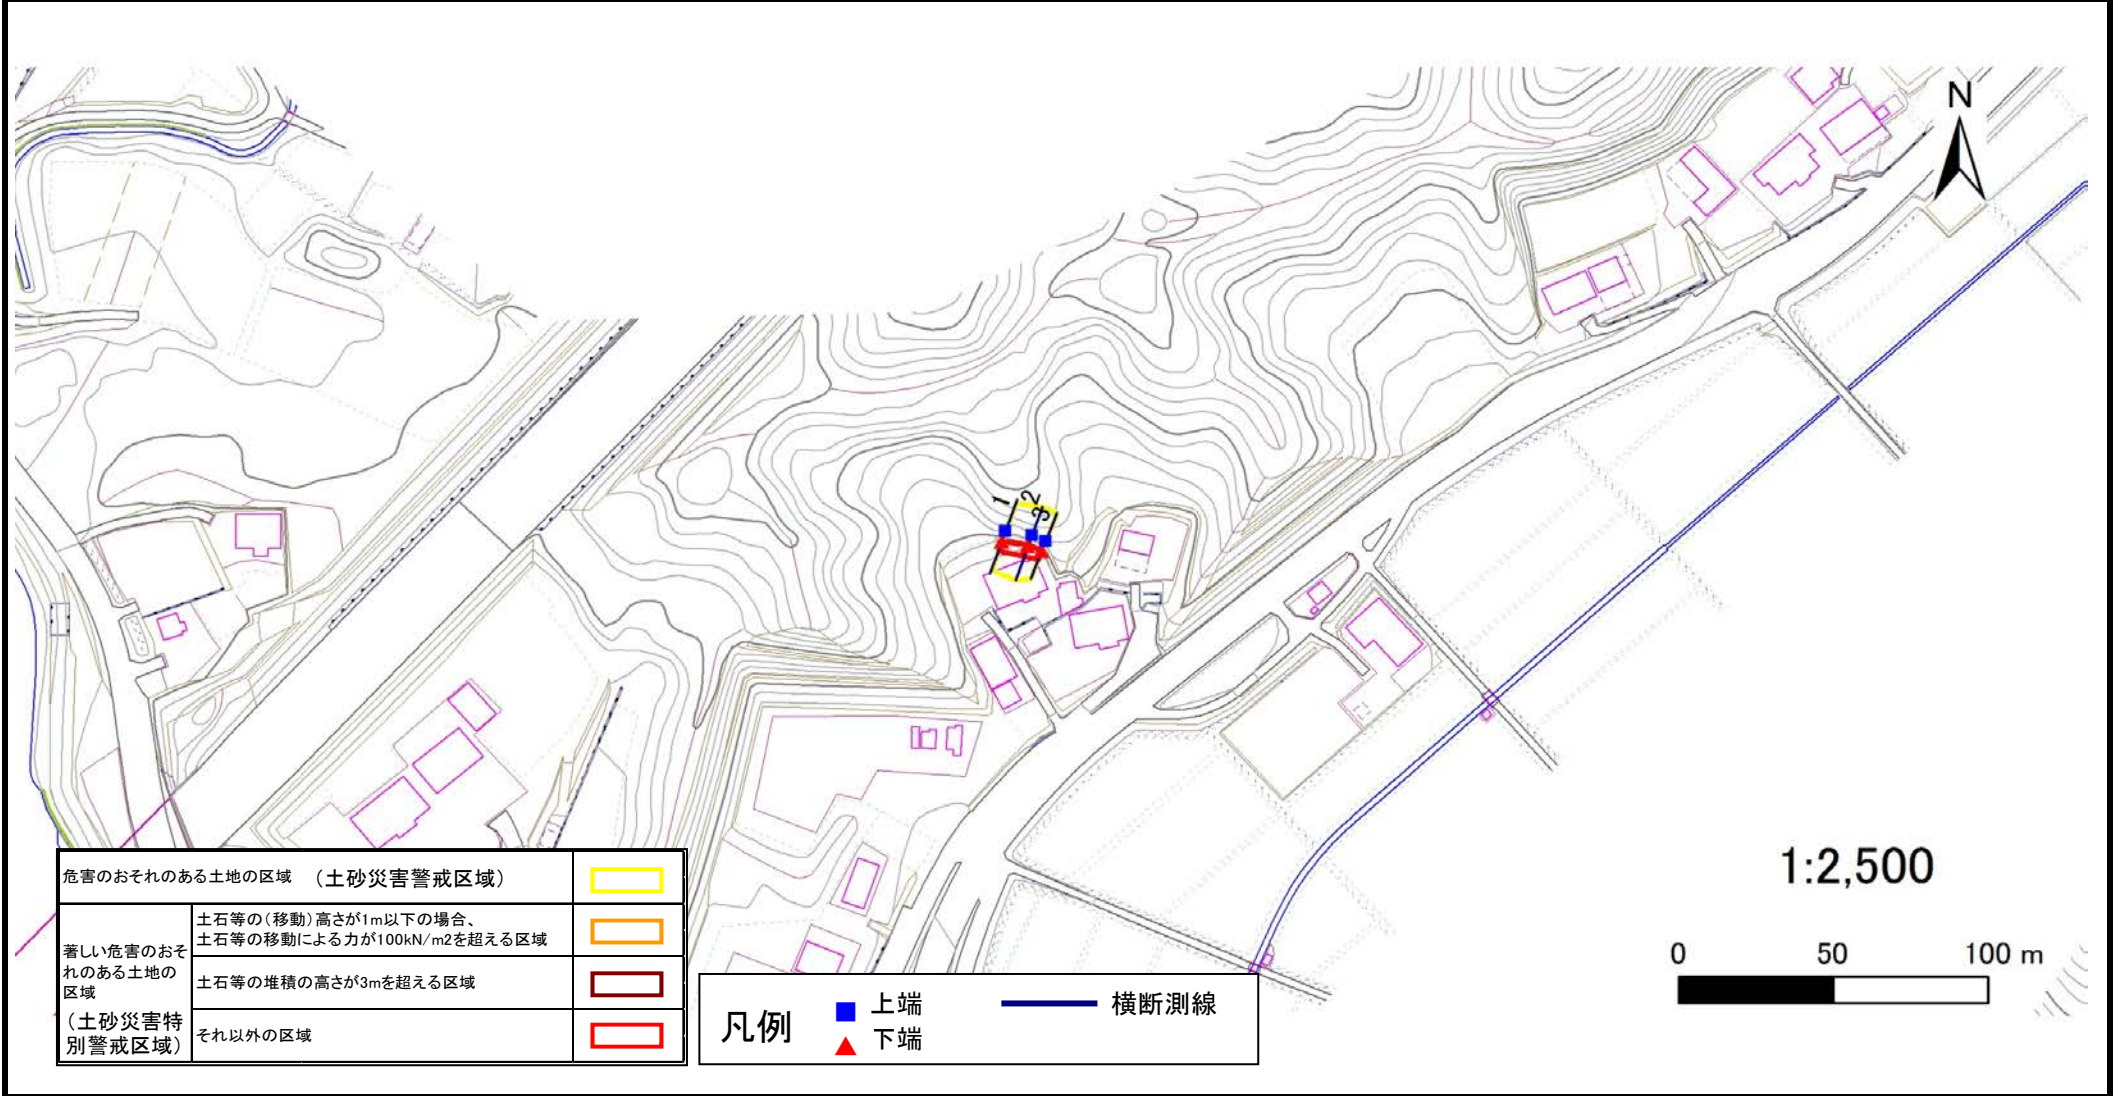 N
1
2
3
1:2,500
0 50 100 m
危害のおそれのある土地の区域 (土砂災害警戒区域)
著しい危害のおそ
れのある土地の
区域
(土砂災害特
別警戒区域)
土石等の(移動)高さが1m以下の場合、
土石等の移動による力が100kN/m2を超える区域
土石等の堆積の高さが3mを超える区域
それ以外の区域
凡例
上端
下端
横断測線